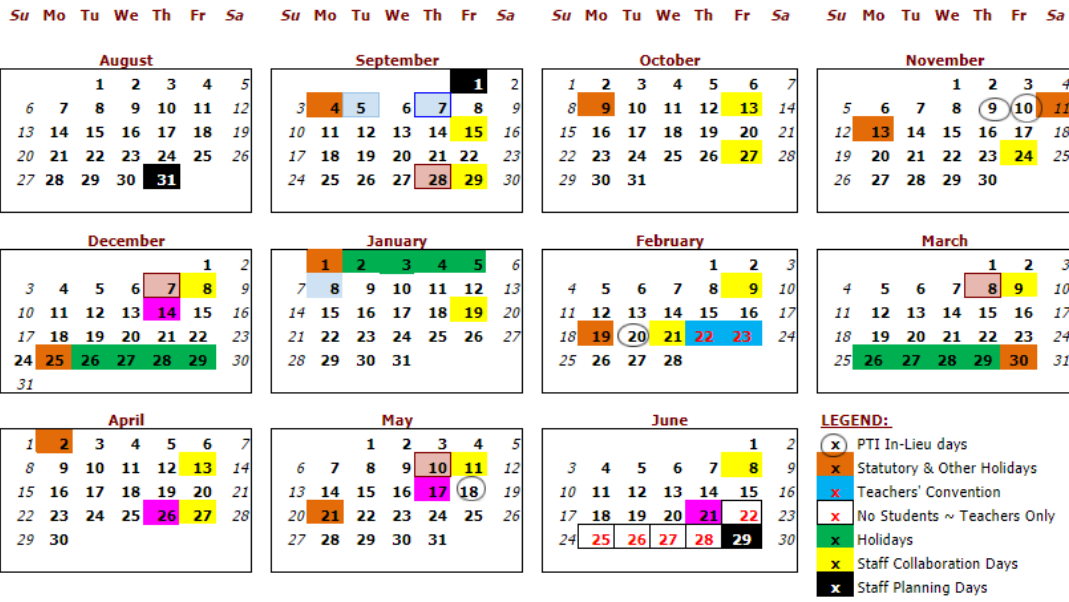 Su Mo Tu We Th Fr Sa Su Mo Tu We Th Fr Sa Su Mo Tu We Th Fr Sa Su Mo Tu We Th Fr Sa
August September October November
1 2 3 4 5 1 2 1 2 3 4 5 6 7 1 2 3 4
6 7 8 9 10 11 12 3 4 5 6 7 8 9 8 9 10 11 12 13 14 5 6 7 8 9 10 11
13 14 15 16 17 18 19 10 11 12 13 14 15 16 15 16 17 18 19 20 21 12 13 14 15 16 17 18
20 21 22 23 24 25 26 17 18 19 20 21 22 23 22 23 24 25 26 27 28 19 20 21 22 23 24 25
27 28 29 30 31 24 25 26 27 28 29 30 29 30 31 26 27 28 29 30
December January February March
1 2 1 2 3 4 5 6 1 2 3 1 2 3
3 4 5 6 7 8 9 7 8 9 10 11 12 13 4 5 6 7 8 9 10 4 5 6 7 8 9 10
10 11 12 13 14 15 16 14 15 16 17 18 19 20 11 12 13 14 15 16 17 11 12 13 14 15 16 17
17 18 19 20 21 22 23 21 22 23 24 25 26 27 18 19 20 21 22 23 24 18 19 20 21 22 23 24
24 25 26 27 28 29 30 28 29 30 31 25 26 27 28 25 26 27 28 29 30 31
31
April May June LEGEND:
1 2 3 4 5 6 7 1 2 3 4 5 1 2 x PTI In-Lieu days
8 9 10 11 12 13 14 6 7 8 9 10 11 12 3 4 5 6 7 8 9 x Statutory & Other Holidays
15 16 17 18 19 20 21 13 14 15 16 17 18 19 10 11 12 13 14 15 16 x Teachers' Convention
22 23 24 25 26 27 28 20 21 22 23 24 25 26 17 18 19 20 21 22 23 x No Students ~ Teachers Only
29 30 27 28 29 30 31 24 25 26 27 28 29 30 x Holidays
x Staff Collaboration Days
x Staff Planning Days